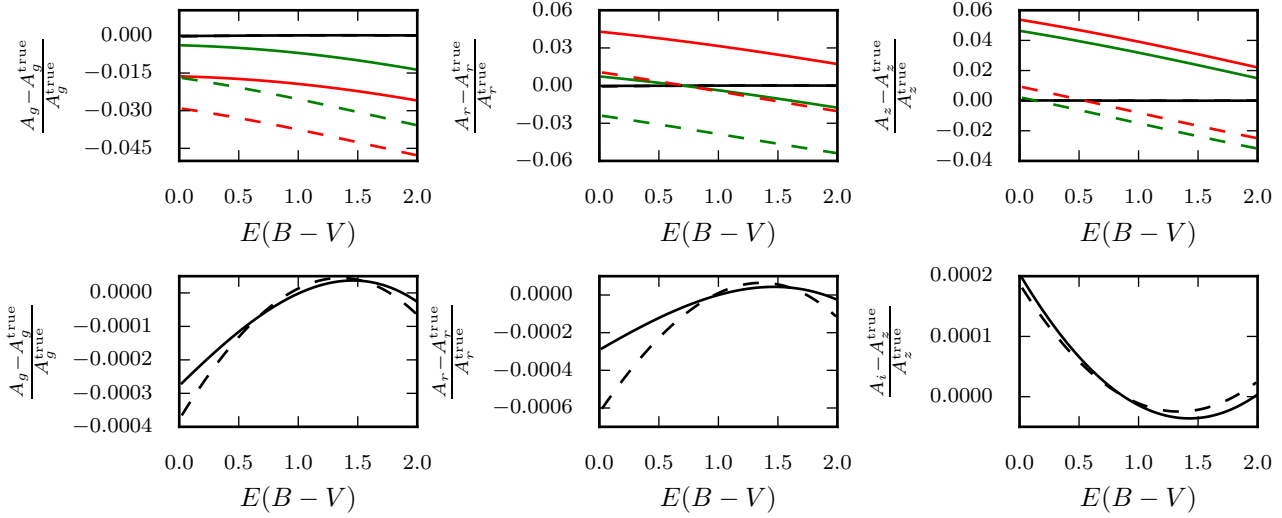 0.000
−0.015
−0.030
−0.045
A_g − A_g^true
A_g^true
0.0 0.5 1.0 1.5 2.0
E(B − V)
0.06
0.03
0.00
−0.03
−0.06
A_r − A_r^true
A_r^true
0.0 0.5 1.0 1.5 2.0
E(B − V)
0.06
0.04
0.02
0.00
−0.02
−0.04
A_z − A_z^true
A_z^true
0.0 0.5 1.0 1.5 2.0
E(B − V)
0.0000
−0.0001
−0.0002
−0.0003
−0.0004
A_g − A_g^true
A_g^true
0.0 0.5 1.0 1.5 2.0
E(B − V)
0.0000
−0.0002
−0.0004
−0.0006
A_r − A_r^true
A_r^true
0.0 0.5 1.0 1.5 2.0
E(B − V)
0.0002
0.0001
0.0000
A_i − A_z^true
A_z^true
0.0 0.5 1.0 1.5 2.0
E(B − V)